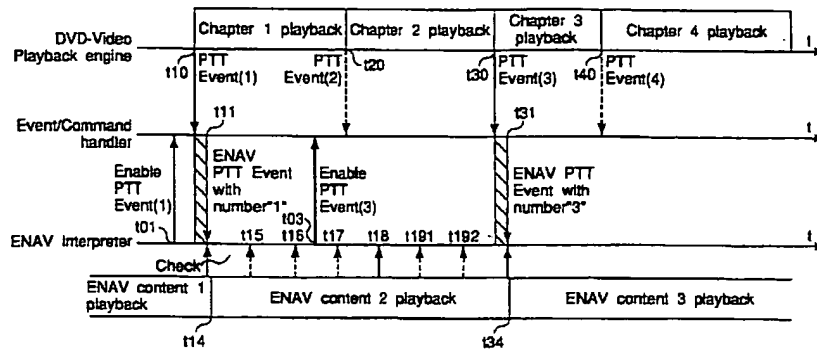 Chapter 1 playback
Chapter 2 playback
Chapter 3
playback
Chapter 4 playback
DVD-Video
Playback engine
t
t10
PTT
Event(1)
PTT
Event(2)
t20
t30
PTT
Event(3)
t40
PTT
Event(4)
t11
t31
Event/Command
handler
t
Enable
PTT
Event(1)
t01
ENAV
PTT Event
with
number"1"
Enable
PTT
Event(3)
t03
ENAV PTT
Event with
number"3"
ENAV Interpreter
t15
t16
t17
t18
t191
t192
t
Check
ENAV content 1
playback
ENAV content 2 playback
ENAV content 3 playback
t14
t34